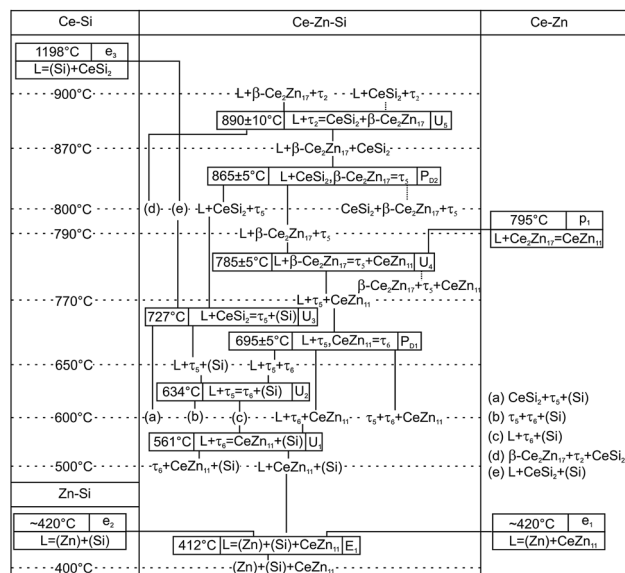 Ce-Si Ce-Zn-Si Ce-Zn
1198°C e₃
L=(Si)+CeSi₂
900°C L+β-Ce₂Zn₁₇+τ₂ L+CeSi₂+τ₂
890±10°C L+τ₂=CeSi₂+β-Ce₂Zn₁₇ U₅
870°C L+β-Ce₂Zn₁₇+CeSi₂
865±5°C L+CeSi₂,β-Ce₂Zn₁₇=τ₅ P_D2
800°C (d) (e) L+CeSi₂+τ₅ CeSi₂+β-Ce₂Zn₁₇+τ₅
795°C p₁
790°C L+β-Ce₂Zn₁₇+τ₅
L+Ce₂Zn₁₇=CeZn₁₁
785±5°C L+β-Ce₂Zn₁₇=τ₅+CeZn₁₁ U₄
β-Ce₂Zn₁₇+τ₅+CeZn₁₁
770°C L+τ₅+CeZn₁₁
727°C L+CeSi₂=τ₅+(Si) U₃
695±5°C L+τ₅,CeZn₁₁=τ₆ P_D1
650°C L+τ₅+(Si) L+τ₅+τ₆
634°C L+τ₅=τ₆+(Si) U₂
600°C (a) (b) (c) L+τ₆+CeZn₁₁ τ₅+τ₆+CeZn₁₁
561°C L+τ₆=CeZn₁₁+(Si) U₁
500°C τ₆+CeZn₁₁+(Si) L+CeZn₁₁+(Si)
(a) CeSi₂+τ₅+(Si)
(b) τ₅+τ₆+(Si)
(c) L+τ₆+(Si)
(d) β-Ce₂Zn₁₇+τ₂+CeSi₂
(e) L+CeSi₂+(Si)
Zn-Si
~420°C e₂
L=(Zn)+(Si)
~420°C e₁
L=(Zn)+CeZn₁₁
412°C L=(Zn)+(Si)+CeZn₁₁ E₁
400°C (Zn)+(Si)+CeZn₁₁